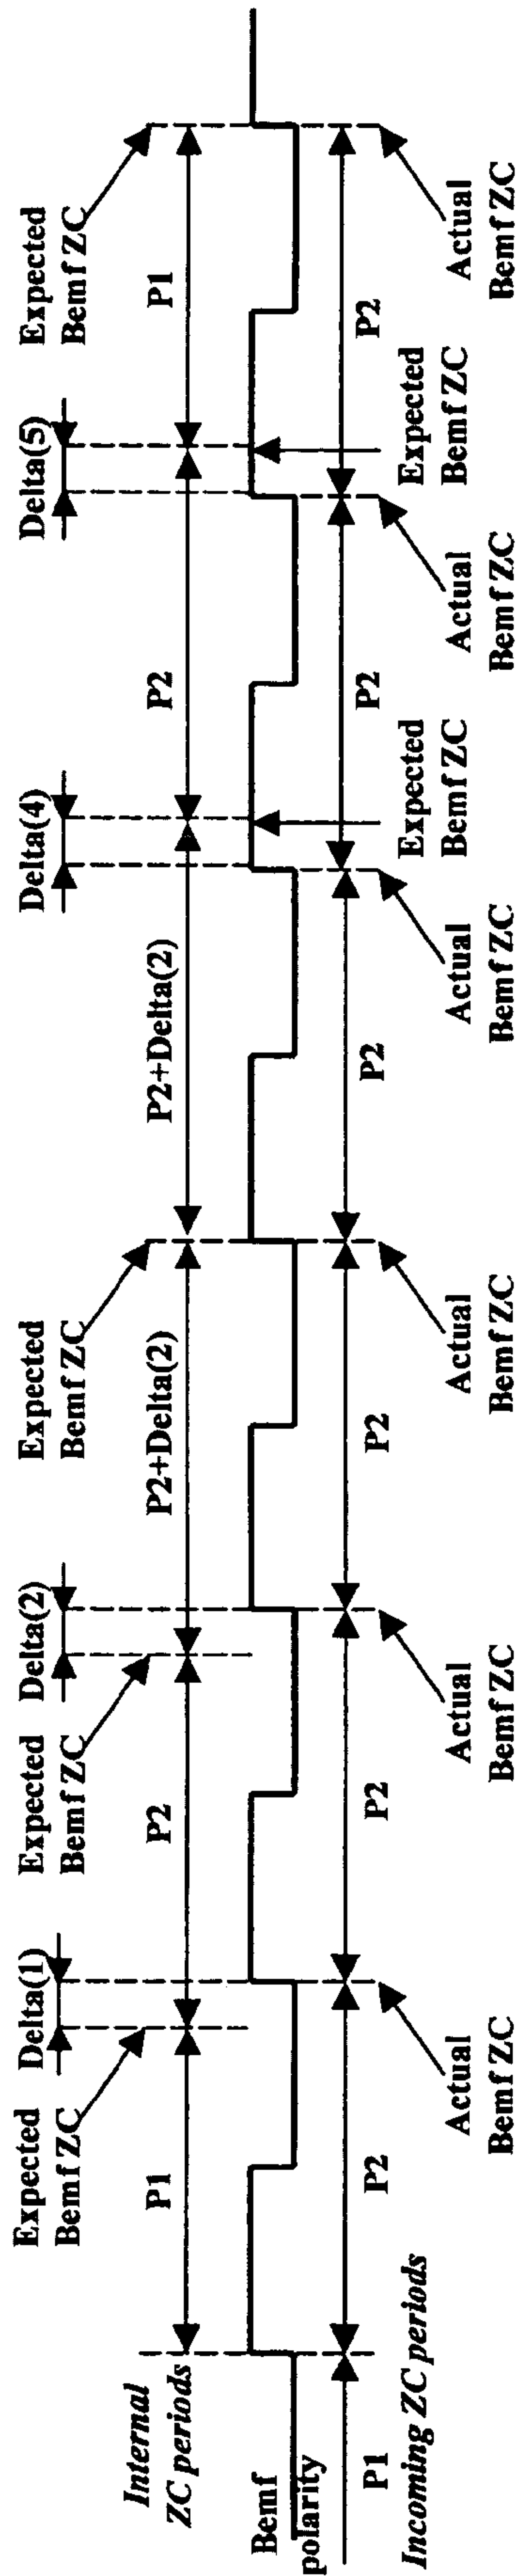 Delta(1)
Delta(2)
Delta(4)
Delta(5)
Expected
Bemf ZC
Expected
Bemf ZC
Expected
Bemf ZC
Expected
Bemf ZC
Internal
ZC periods
P1
P2
P2+Delta(2)
P2+Delta(2)
P2
P1
Bemf
polarity
P1
P2
P2
P2
P2
P2
P2
Incoming ZC periods
Expected
Bemf ZC
Expected
Bemf ZC
Actual
Bemf ZC
Actual
Bemf ZC
Actual
Bemf ZC
Actual
Bemf ZC
Actual
Bemf ZC
Actual
Bemf ZC